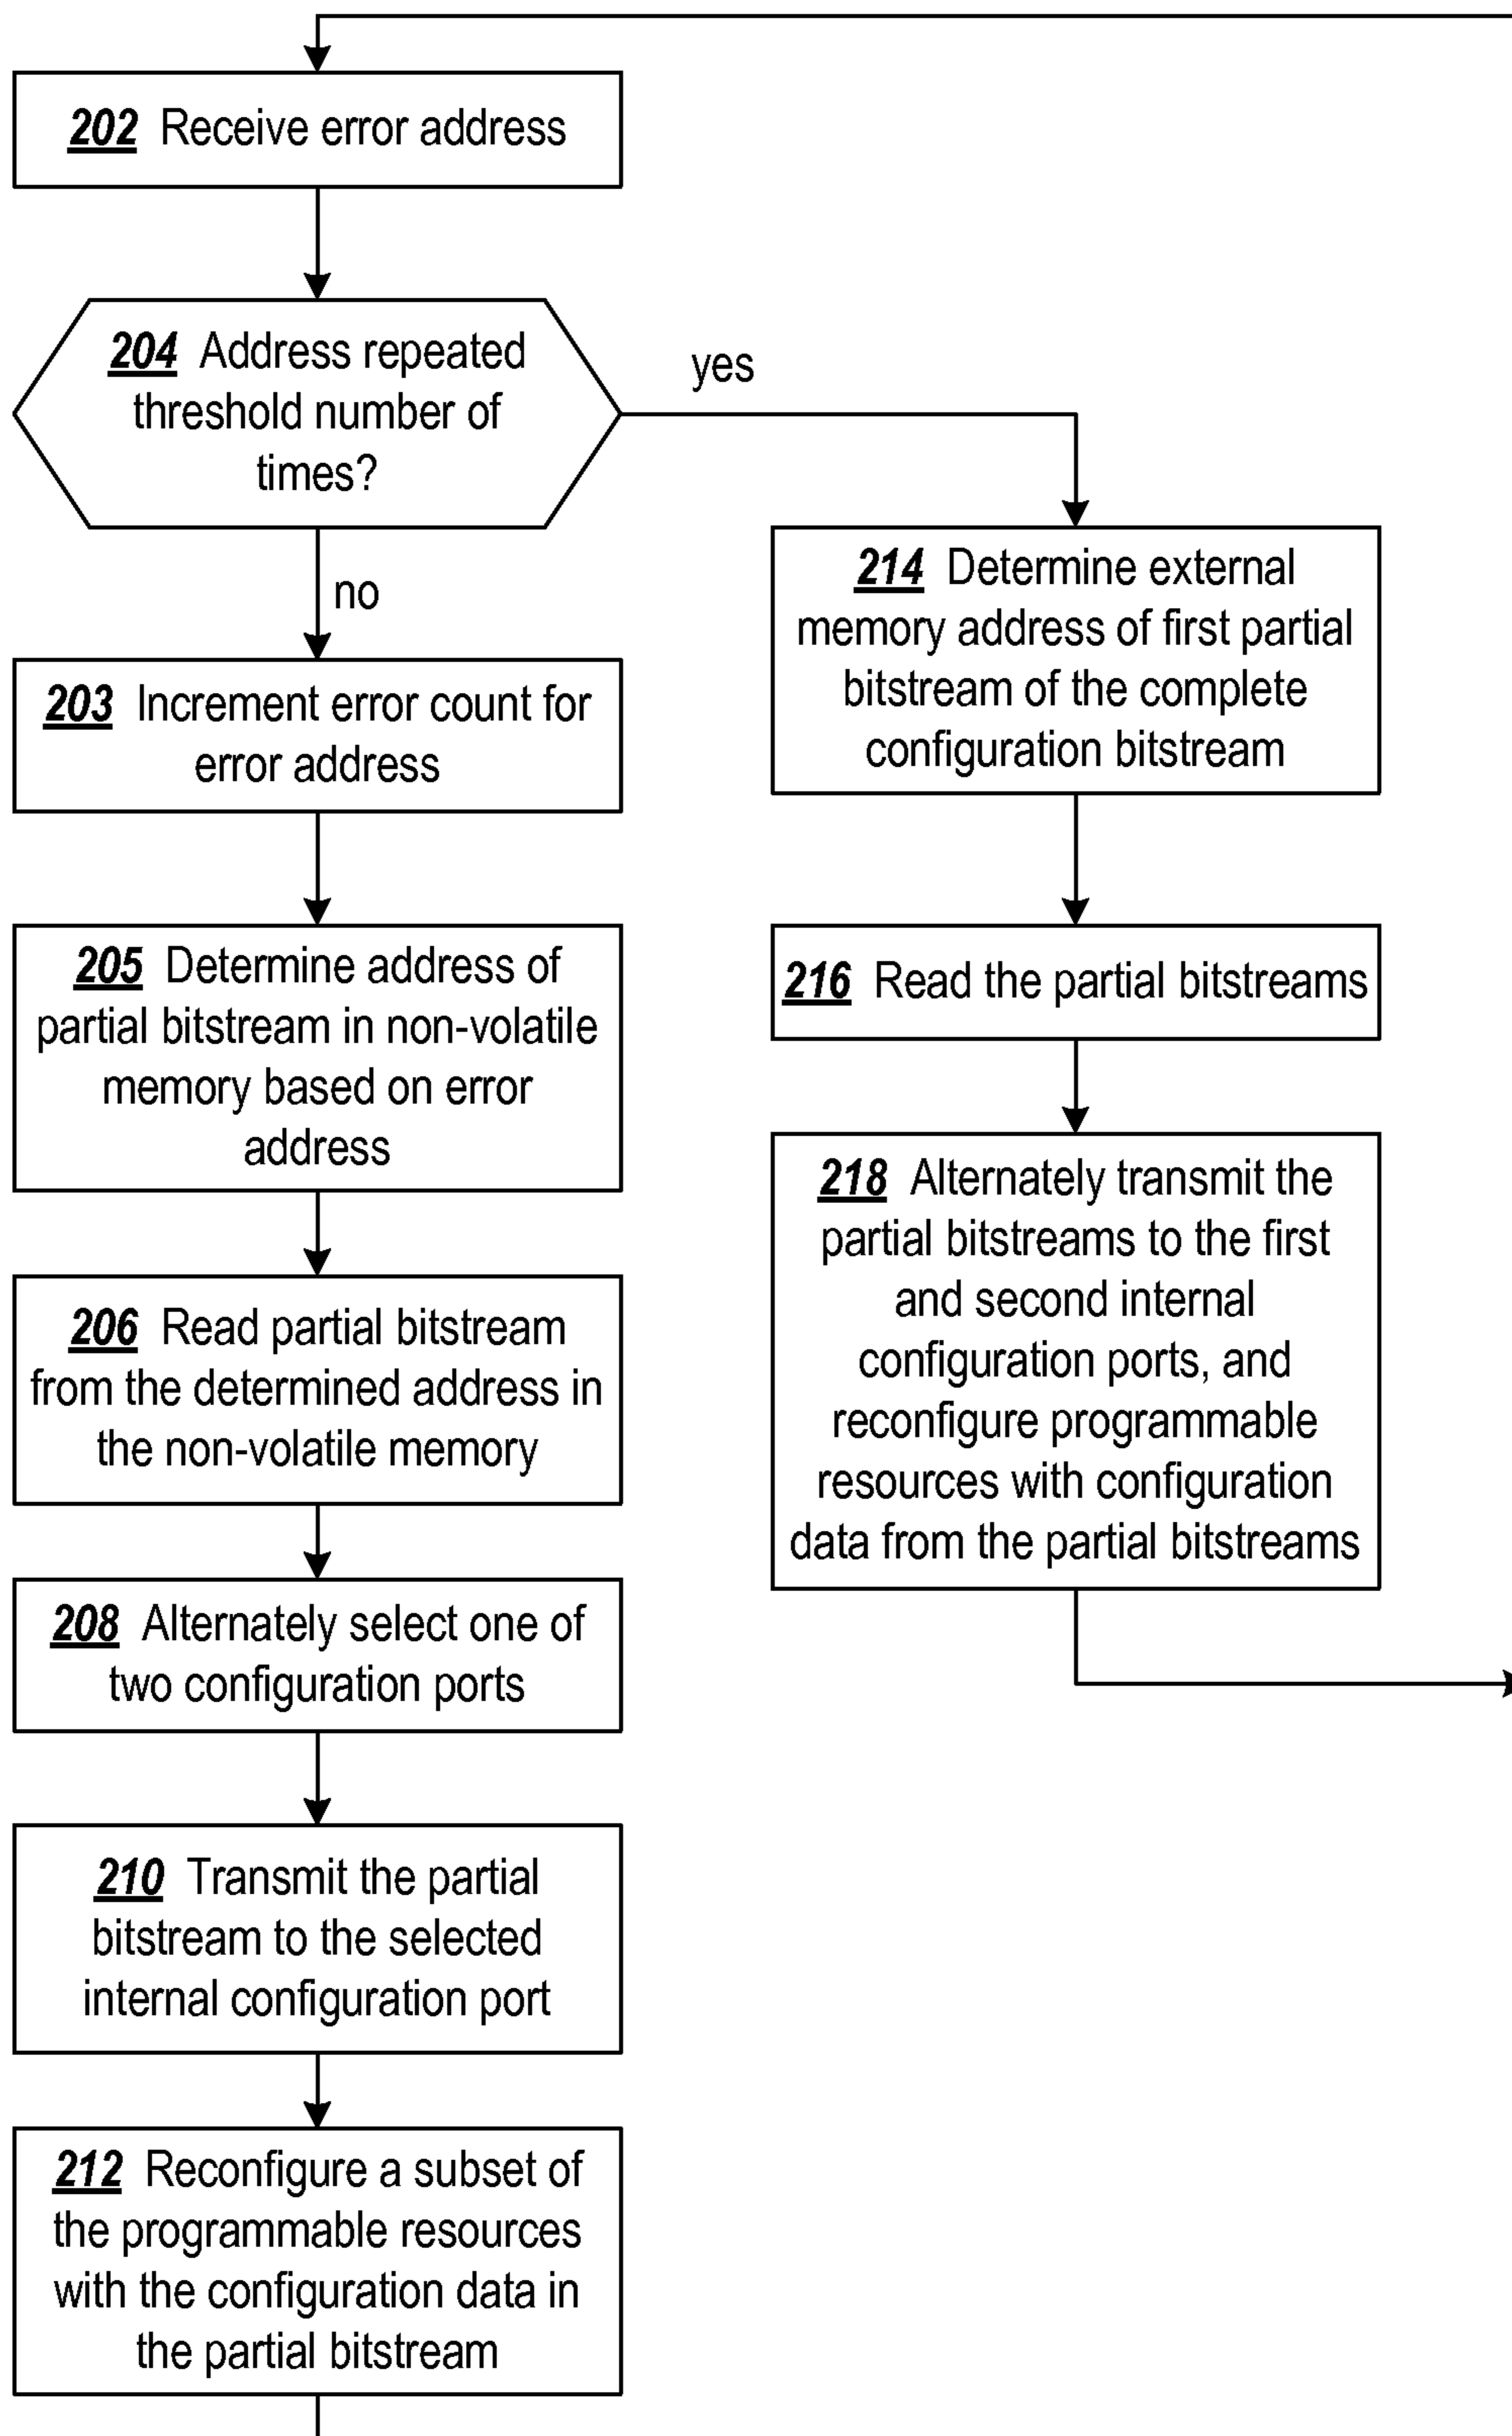 202 Receive error address
204 Address repeated
threshold number of
times?
yes
no
203 Increment error count for
error address
205 Determine address of
partial bitstream in non-volatile
memory based on error
address
206 Read partial bitstream
from the determined address in
the non-volatile memory
208 Alternately select one of
two configuration ports
210 Transmit the partial
bitstream to the selected
internal configuration port
212 Reconfigure a subset of
the programmable resources
with the configuration data in
the partial bitstream
214 Determine external
memory address of first partial
bitstream of the complete
configuration bitstream
216 Read the partial bitstreams
218 Alternately transmit the
partial bitstreams to the first
and second internal
configuration ports, and
reconfigure programmable
resources with configuration
data from the partial bitstreams